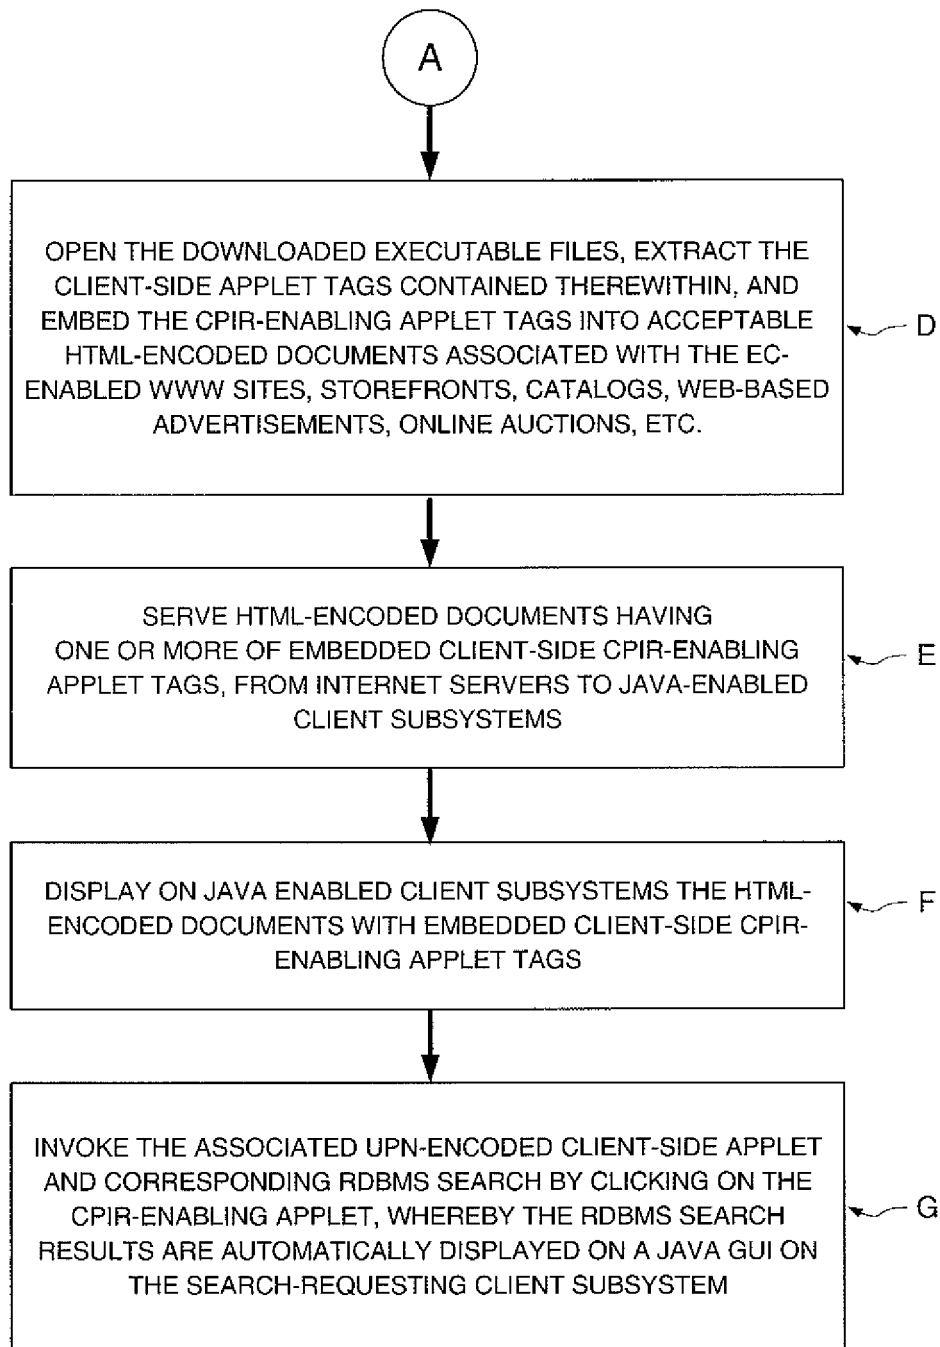 A
OPEN THE DOWNLOADED EXECUTABLE FILES, EXTRACT THE
CLIENT-SIDE APPLET TAGS CONTAINED THEREWITHIN, AND
EMBED THE CPIR-ENABLING APPLET TAGS INTO ACCEPTABLE
HTML-ENCODED DOCUMENTS ASSOCIATED WITH THE EC-
ENABLED WWW SITES, STOREFRONTS, CATALOGS, WEB-BASED
ADVERTISEMENTS, ONLINE AUCTIONS, ETC.
D
SERVE HTML-ENCODED DOCUMENTS HAVING
ONE OR MORE OF EMBEDDED CLIENT-SIDE CPIR-ENABLING
APPLET TAGS, FROM INTERNET SERVERS TO JAVA-ENABLED
CLIENT SUBSYSTEMS
E
DISPLAY ON JAVA ENABLED CLIENT SUBSYSTEMS THE HTML-
ENCODED DOCUMENTS WITH EMBEDDED CLIENT-SIDE CPIR-
ENABLING APPLET TAGS
F
INVOKE THE ASSOCIATED UPN-ENCODED CLIENT-SIDE APPLET
AND CORRESPONDING RDBMS SEARCH BY CLICKING ON THE
CPIR-ENABLING APPLET, WHEREBY THE RDBMS SEARCH
RESULTS ARE AUTOMATICALLY DISPLAYED ON A JAVA GUI ON
THE SEARCH-REQUESTING CLIENT SUBSYSTEM
G